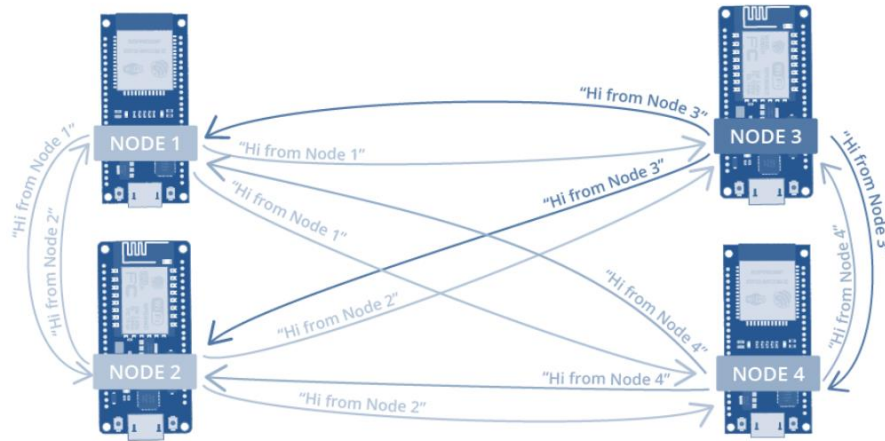 NODE 1
NODE 3
"Hi from Node 3"
"Hi from Node 1"
"Hi from Node 1"
"Hi from Node 2"
"Hi from Node 1"
"Hi from Node 3"
"Hi from Node 3
"Hi from Node 4"
"Hi from Node 2"
"Hi from Node 4"
NODE 2
"Hi from Node 4"
NODE 4
"Hi from Node 2"